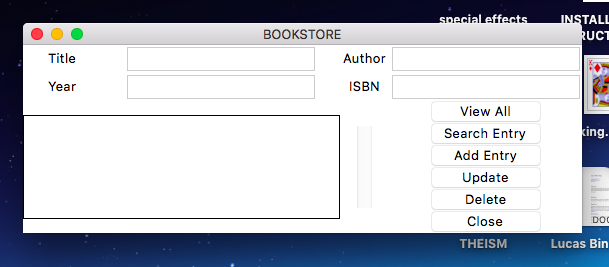 special effects
INSTALL
RUCT
BOOKSTORE
Title
Author
Year
ISBN
View All
Search Entry
Add Entry
Update
Delete
Close
king.
DOC
THEISM
Lucas Bin